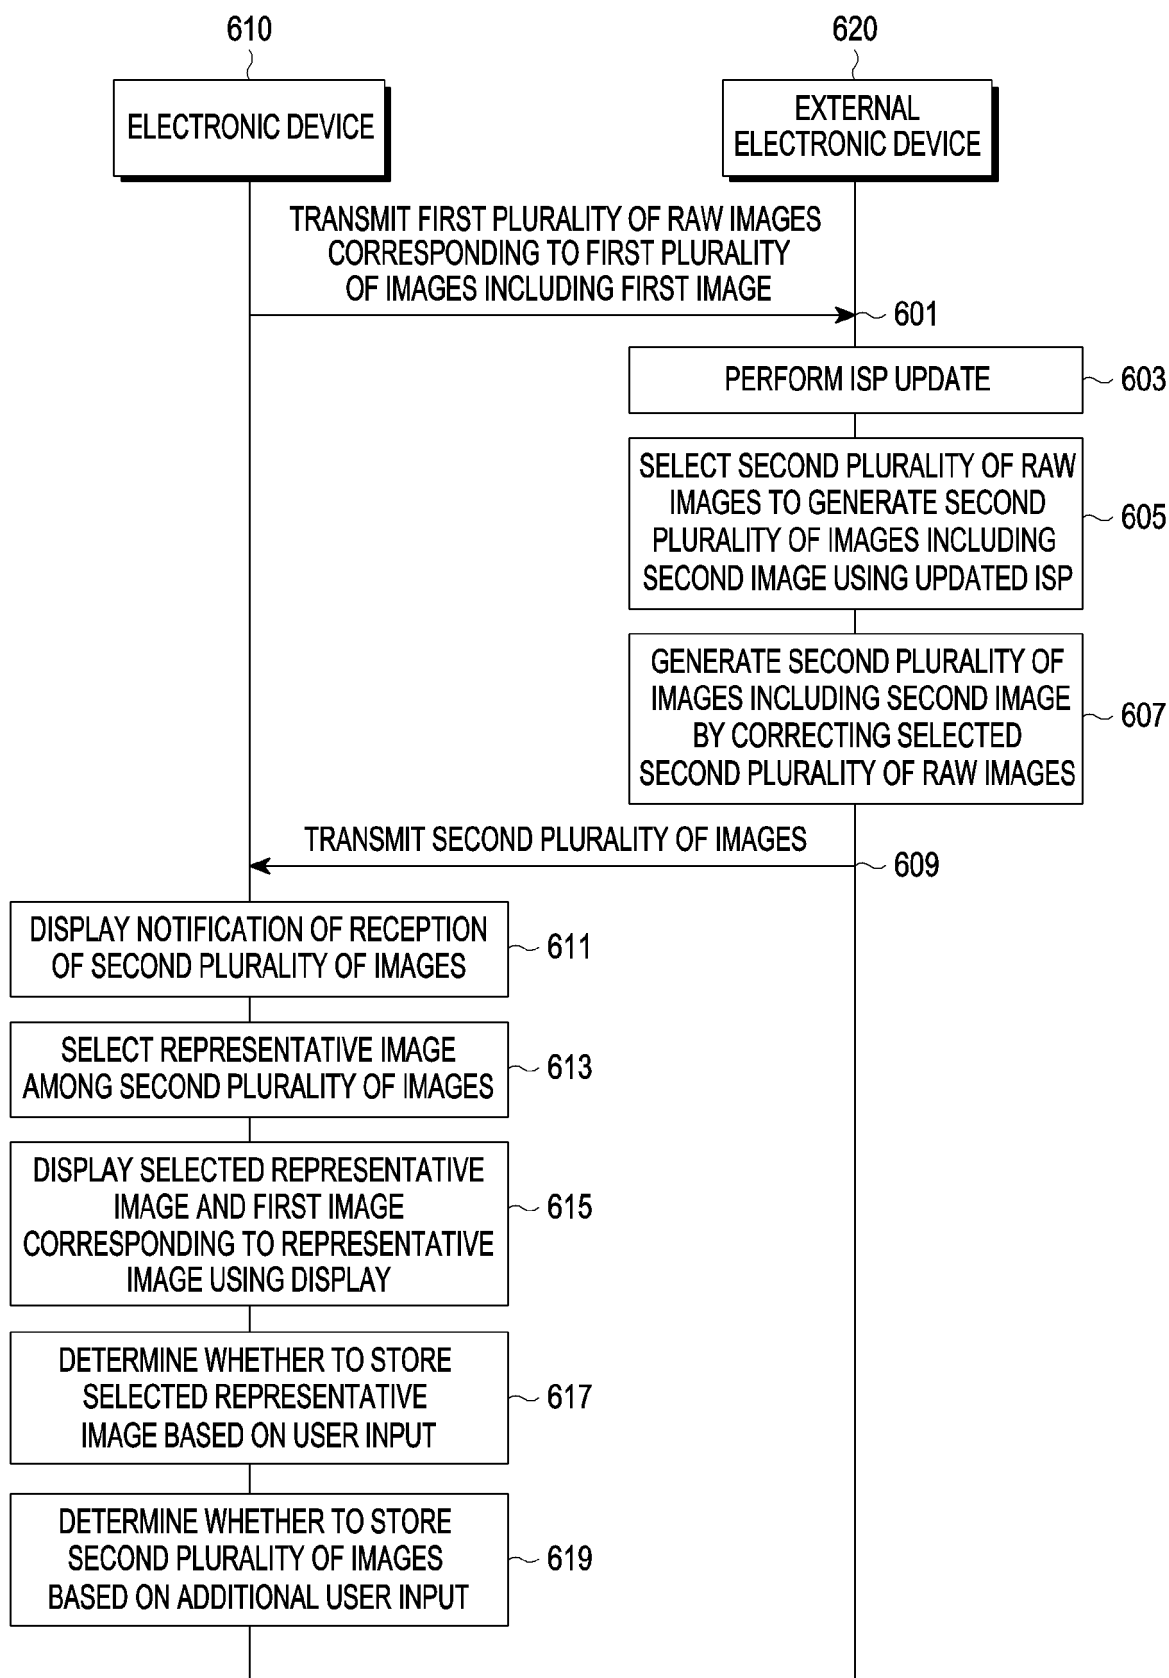 610
620
ELECTRONIC DEVICE
EXTERNAL
ELECTRONIC DEVICE
TRANSMIT FIRST PLURALITY OF RAW IMAGES
CORRESPONDING TO FIRST PLURALITY
OF IMAGES INCLUDING FIRST IMAGE
601
PERFORM ISP UPDATE
603
SELECT SECOND PLURALITY OF RAW
IMAGES TO GENERATE SECOND
PLURALITY OF IMAGES INCLUDING
SECOND IMAGE USING UPDATED ISP
605
GENERATE SECOND PLURALITY OF
IMAGES INCLUDING SECOND IMAGE
BY CORRECTING SELECTED
SECOND PLURALITY OF RAW IMAGES
607
TRANSMIT SECOND PLURALITY OF IMAGES
609
DISPLAY NOTIFICATION OF RECEPTION
OF SECOND PLURALITY OF IMAGES
611
SELECT REPRESENTATIVE IMAGE
AMONG SECOND PLURALITY OF IMAGES
613
DISPLAY SELECTED REPRESENTATIVE
IMAGE AND FIRST IMAGE
CORRESPONDING TO REPRESENTATIVE
IMAGE USING DISPLAY
615
DETERMINE WHETHER TO STORE
SELECTED REPRESENTATIVE
IMAGE BASED ON USER INPUT
617
DETERMINE WHETHER TO STORE
SECOND PLURALITY OF IMAGES
BASED ON ADDITIONAL USER INPUT
619